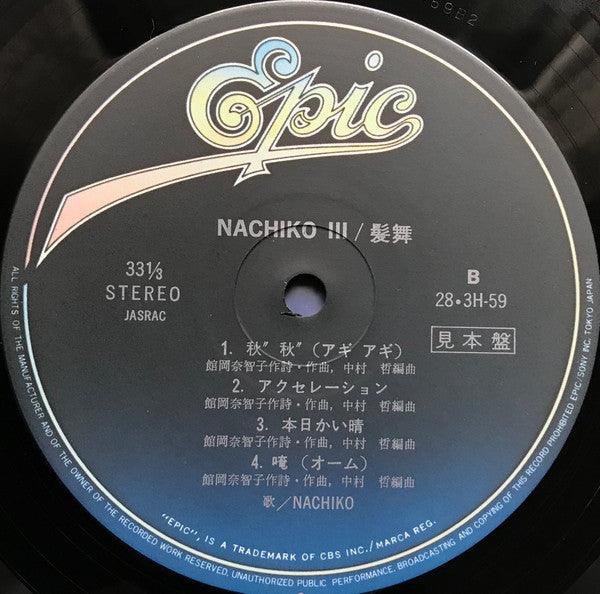 59B2
Epic
NACHIKO III / 髪舞
33⅓
STEREO
JASRAC
B
28・3H-59
見本盤
1. 秋〃 秋〃 (アギ アギ)
館岡奈智子作詩・作曲, 中村 哲編曲
2. アクセレーション
館岡奈智子作詩・作曲, 中村 哲編曲
3. 本日かい晴
館岡奈智子作詩・作曲, 中村 哲編曲
4. 唵 (オーム)
館岡奈智子作詩・作曲, 中村 哲編曲
歌/NACHIKO
"EPIC", IS A TRADEMARK OF CBS INC./MARCA REG.
ALL RIGHTS OF THE MANUFACTURER AND OF THE OWNER OF THE RECORDED WORK RESERVED. UNAUTHORIZED PUBLIC PERFORMANCE, BROADCASTING AND COPYING OF THIS RECORD PROHIBITED EPIC/SONY INC. TOKYO JAPAN